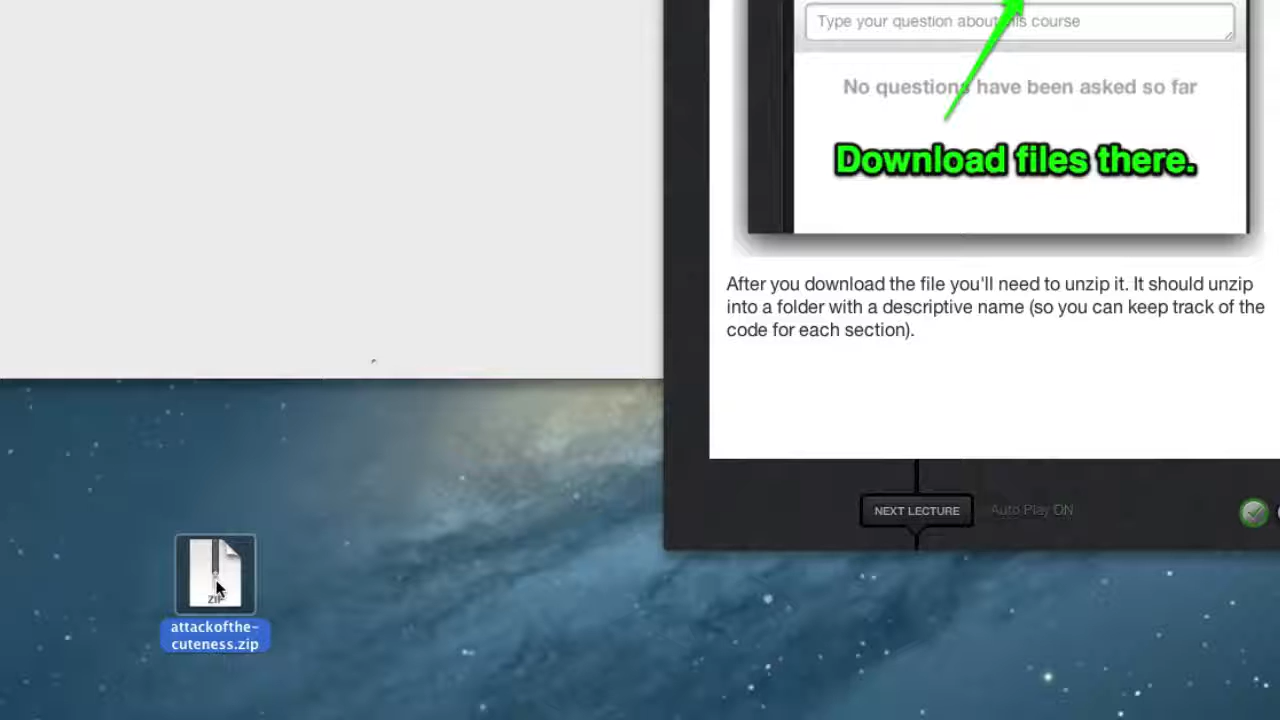 Type your question about this course
No questions have been asked so far
Download files there.
After you download the file you'll need to unzip it. It should unzip
into a folder with a descriptive name (so you can keep track of the
code for each section).
NEXT LECTURE
Auto Play ON
ZIP
attackofthe-
cuteness.zip